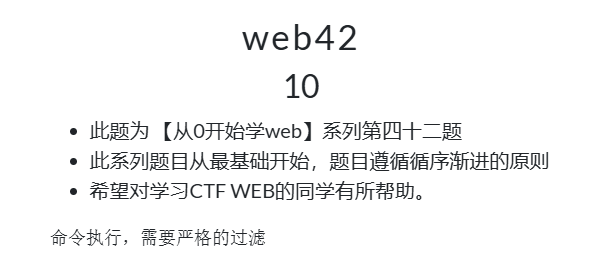 web42
10
此题为 【从0开始学web】系列第四十二题
此系列题目从最基础开始，题目遵循循序渐进的原则
希望对学习CTF WEB的同学有所帮助。
命令执行，需要严格的过滤